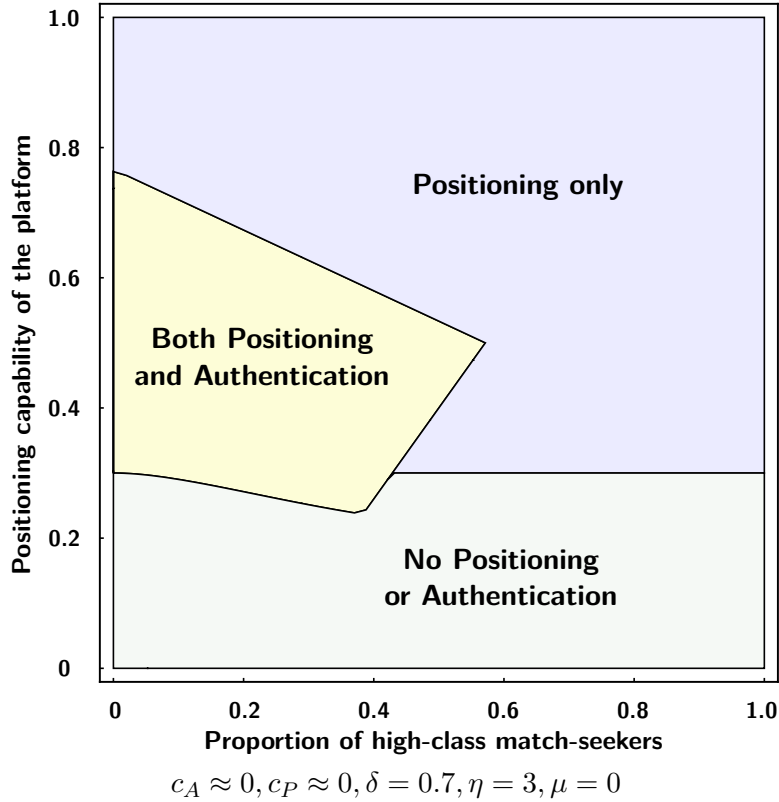 1.0
0.8
0.6
0.4
0.2
0
Positioning capability of the platform
Positioning only
Both Positioning
and Authentication
No Positioning
or Authentication
0 0.2 0.4 0.6 0.8 1.0
Proportion of high-class match-seekers
c_A ≈ 0, c_P ≈ 0, δ = 0.7, η = 3, μ = 0